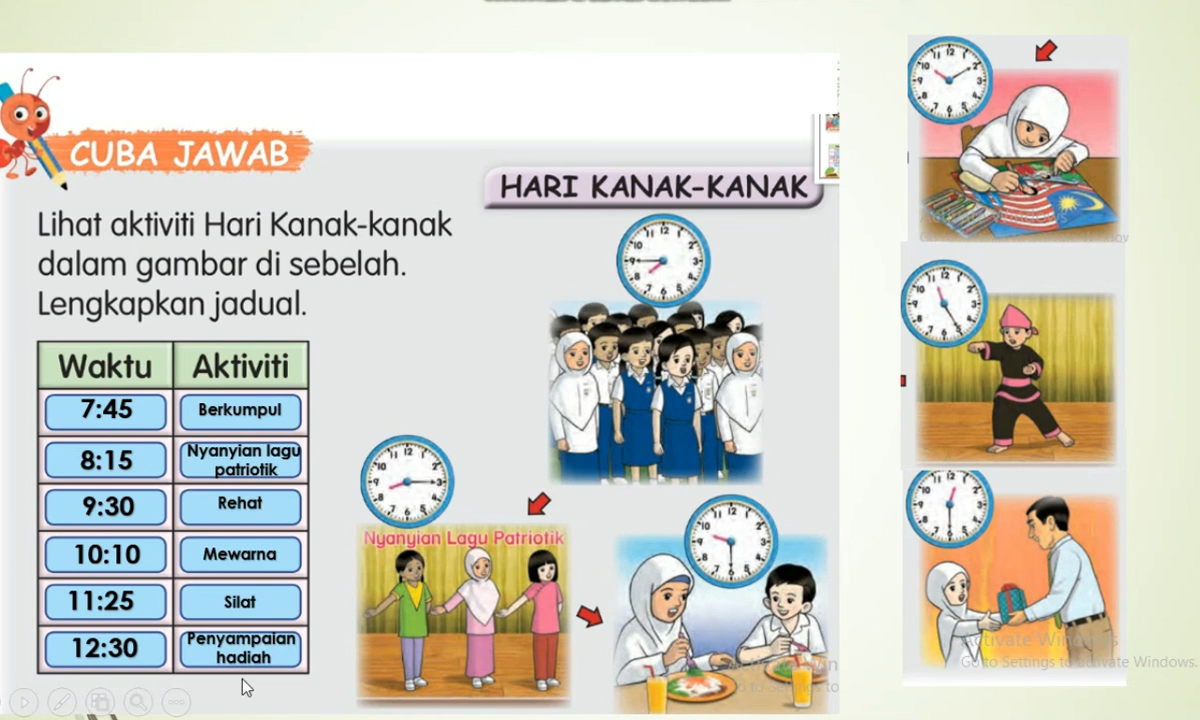 CUBA JAWAB
HARI KANAK-KANAK
Lihat aktiviti Hari Kanak-kanak
dalam gambar di sebelah.
Lengkapkan jadual.
Waktu Aktiviti
7:45 Berkumpul
8:15 Nyanyian lagu
patriotik
9:30 Rehat
10:10 Mewarna
11:25 Silat
12:30 Penyampaian
hadiah
Nyanyian Lagu Patriotik
Activate Windows
Go to Settings to activate Windows.